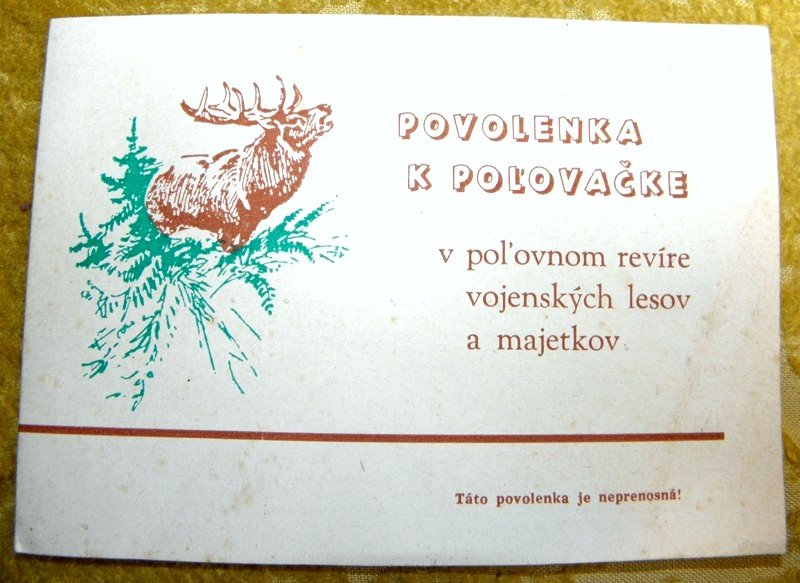 POVOLENKA
K POĽOVAČKE
v poľovnom revíre
vojenských lesov
a majetkov
Táto povolenka je neprenosná!